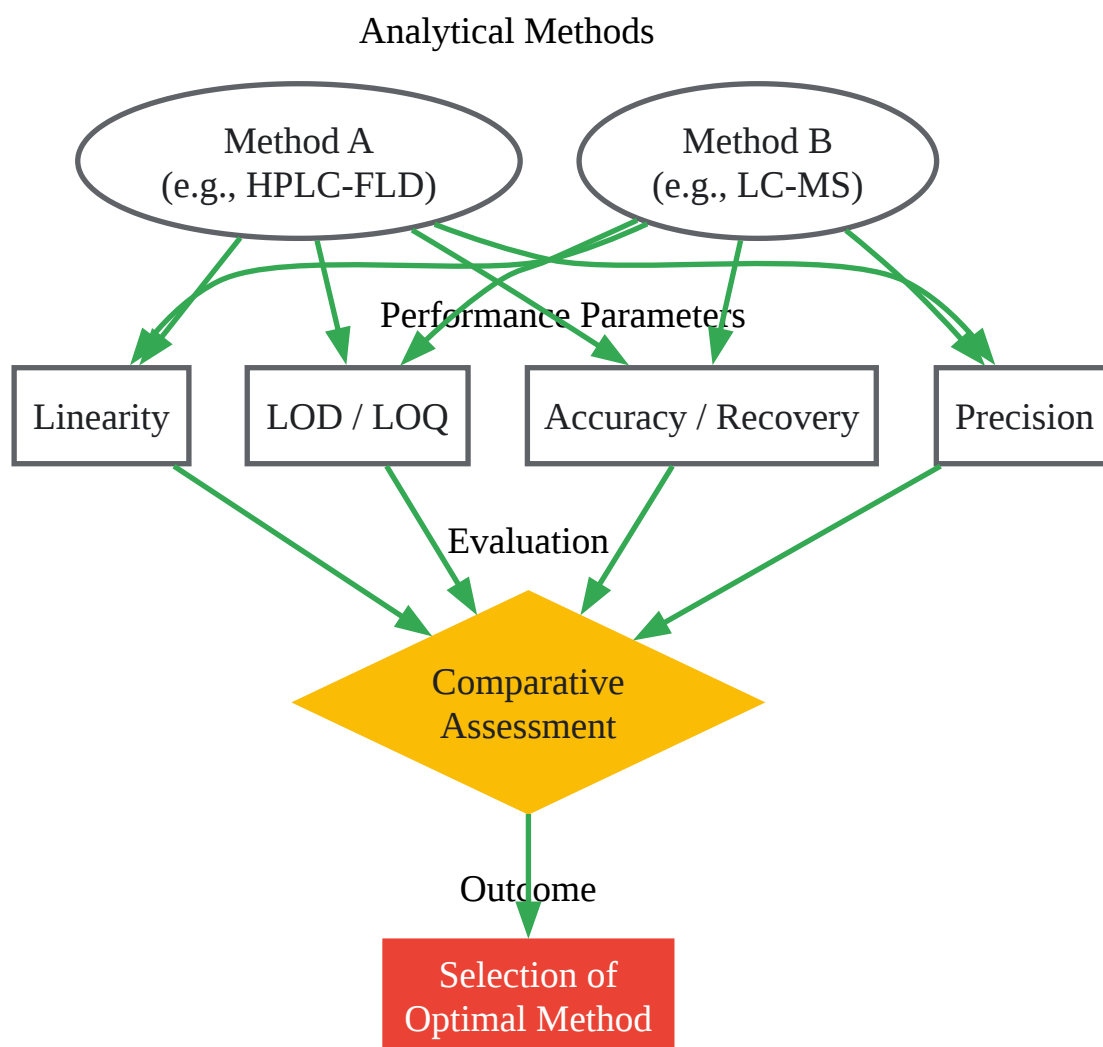 Analytical Methods
Method A
(e.g., HPLC-FLD)
Method B
(e.g., LC-MS)
Performance Parameters
Linearity
LOD / LOQ
Accuracy / Recovery
Precision
Evaluation
Comparative
Assessment
Outcome
Selection of
Optimal Method